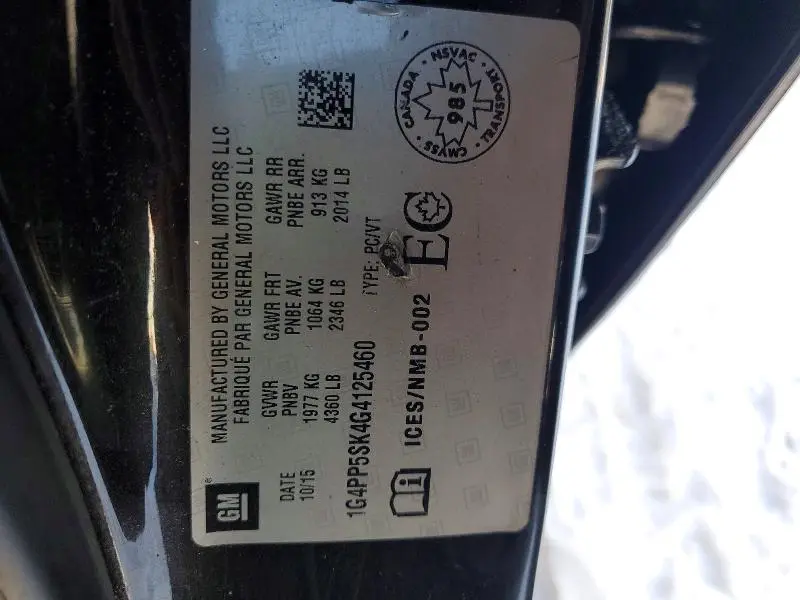 GM
MANUFACTURED BY GENERAL MOTORS LLC
FABRIQUÉ PAR GENERAL MOTORS LLC
DATE GVWR GAWR FRT GAWR RR
PNBV PNBE AV. PNBE ARR.
10/15 1977 KG 1064 KG 913 KG
4360 LB 2346 LB 2014 LB
1G4PP5SK4G4125460 TYPE: PC/VT
ICES/NMB-002 EC
CANADA · NSVAC · TRANSPORT · CMVSS ·
985